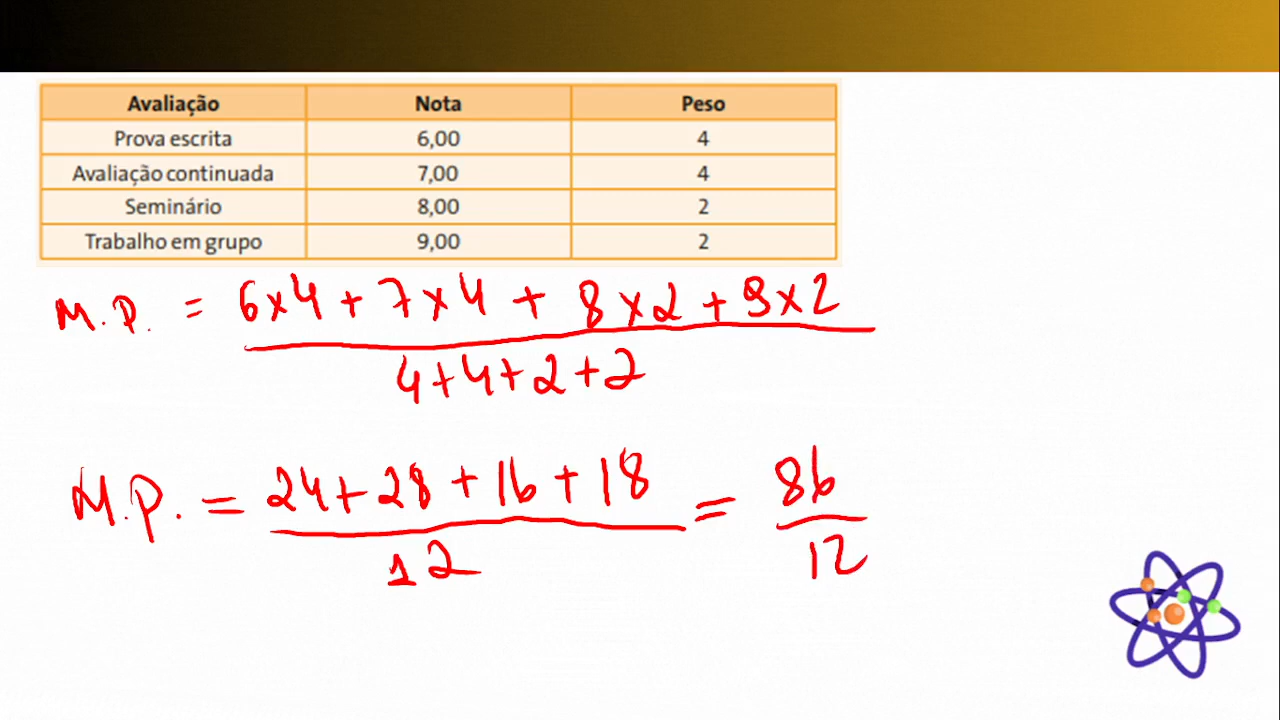 Avaliação Nota Peso
Prova escrita 6,00 4
Avaliação continuada 7,00 4
Seminário 8,00 2
Trabalho em grupo 9,00 2
M.P. = 6x4 + 7x4 + 8x2 + 9x2
4+4+2+2
M.P. = 24+28+16+18 = 86
12 12